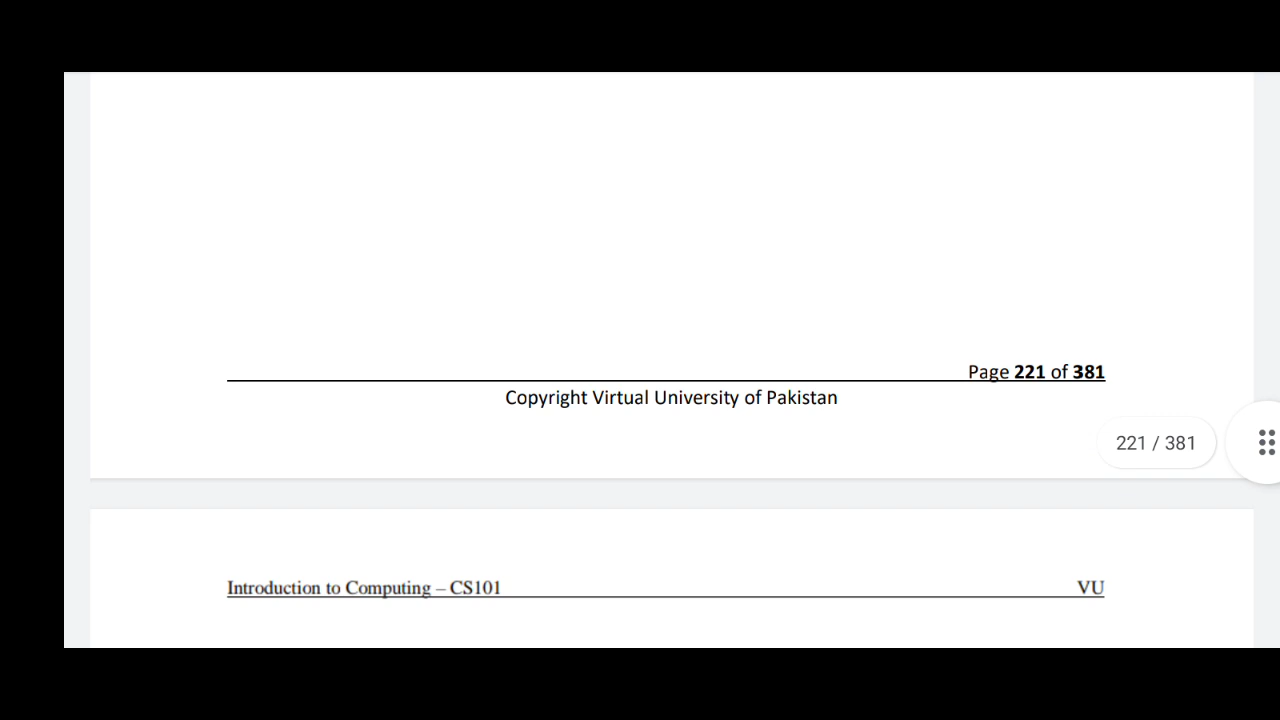 Page 221 of 381
Copyright Virtual University of Pakistan
221 / 381
Introduction to Computing – CS101 VU